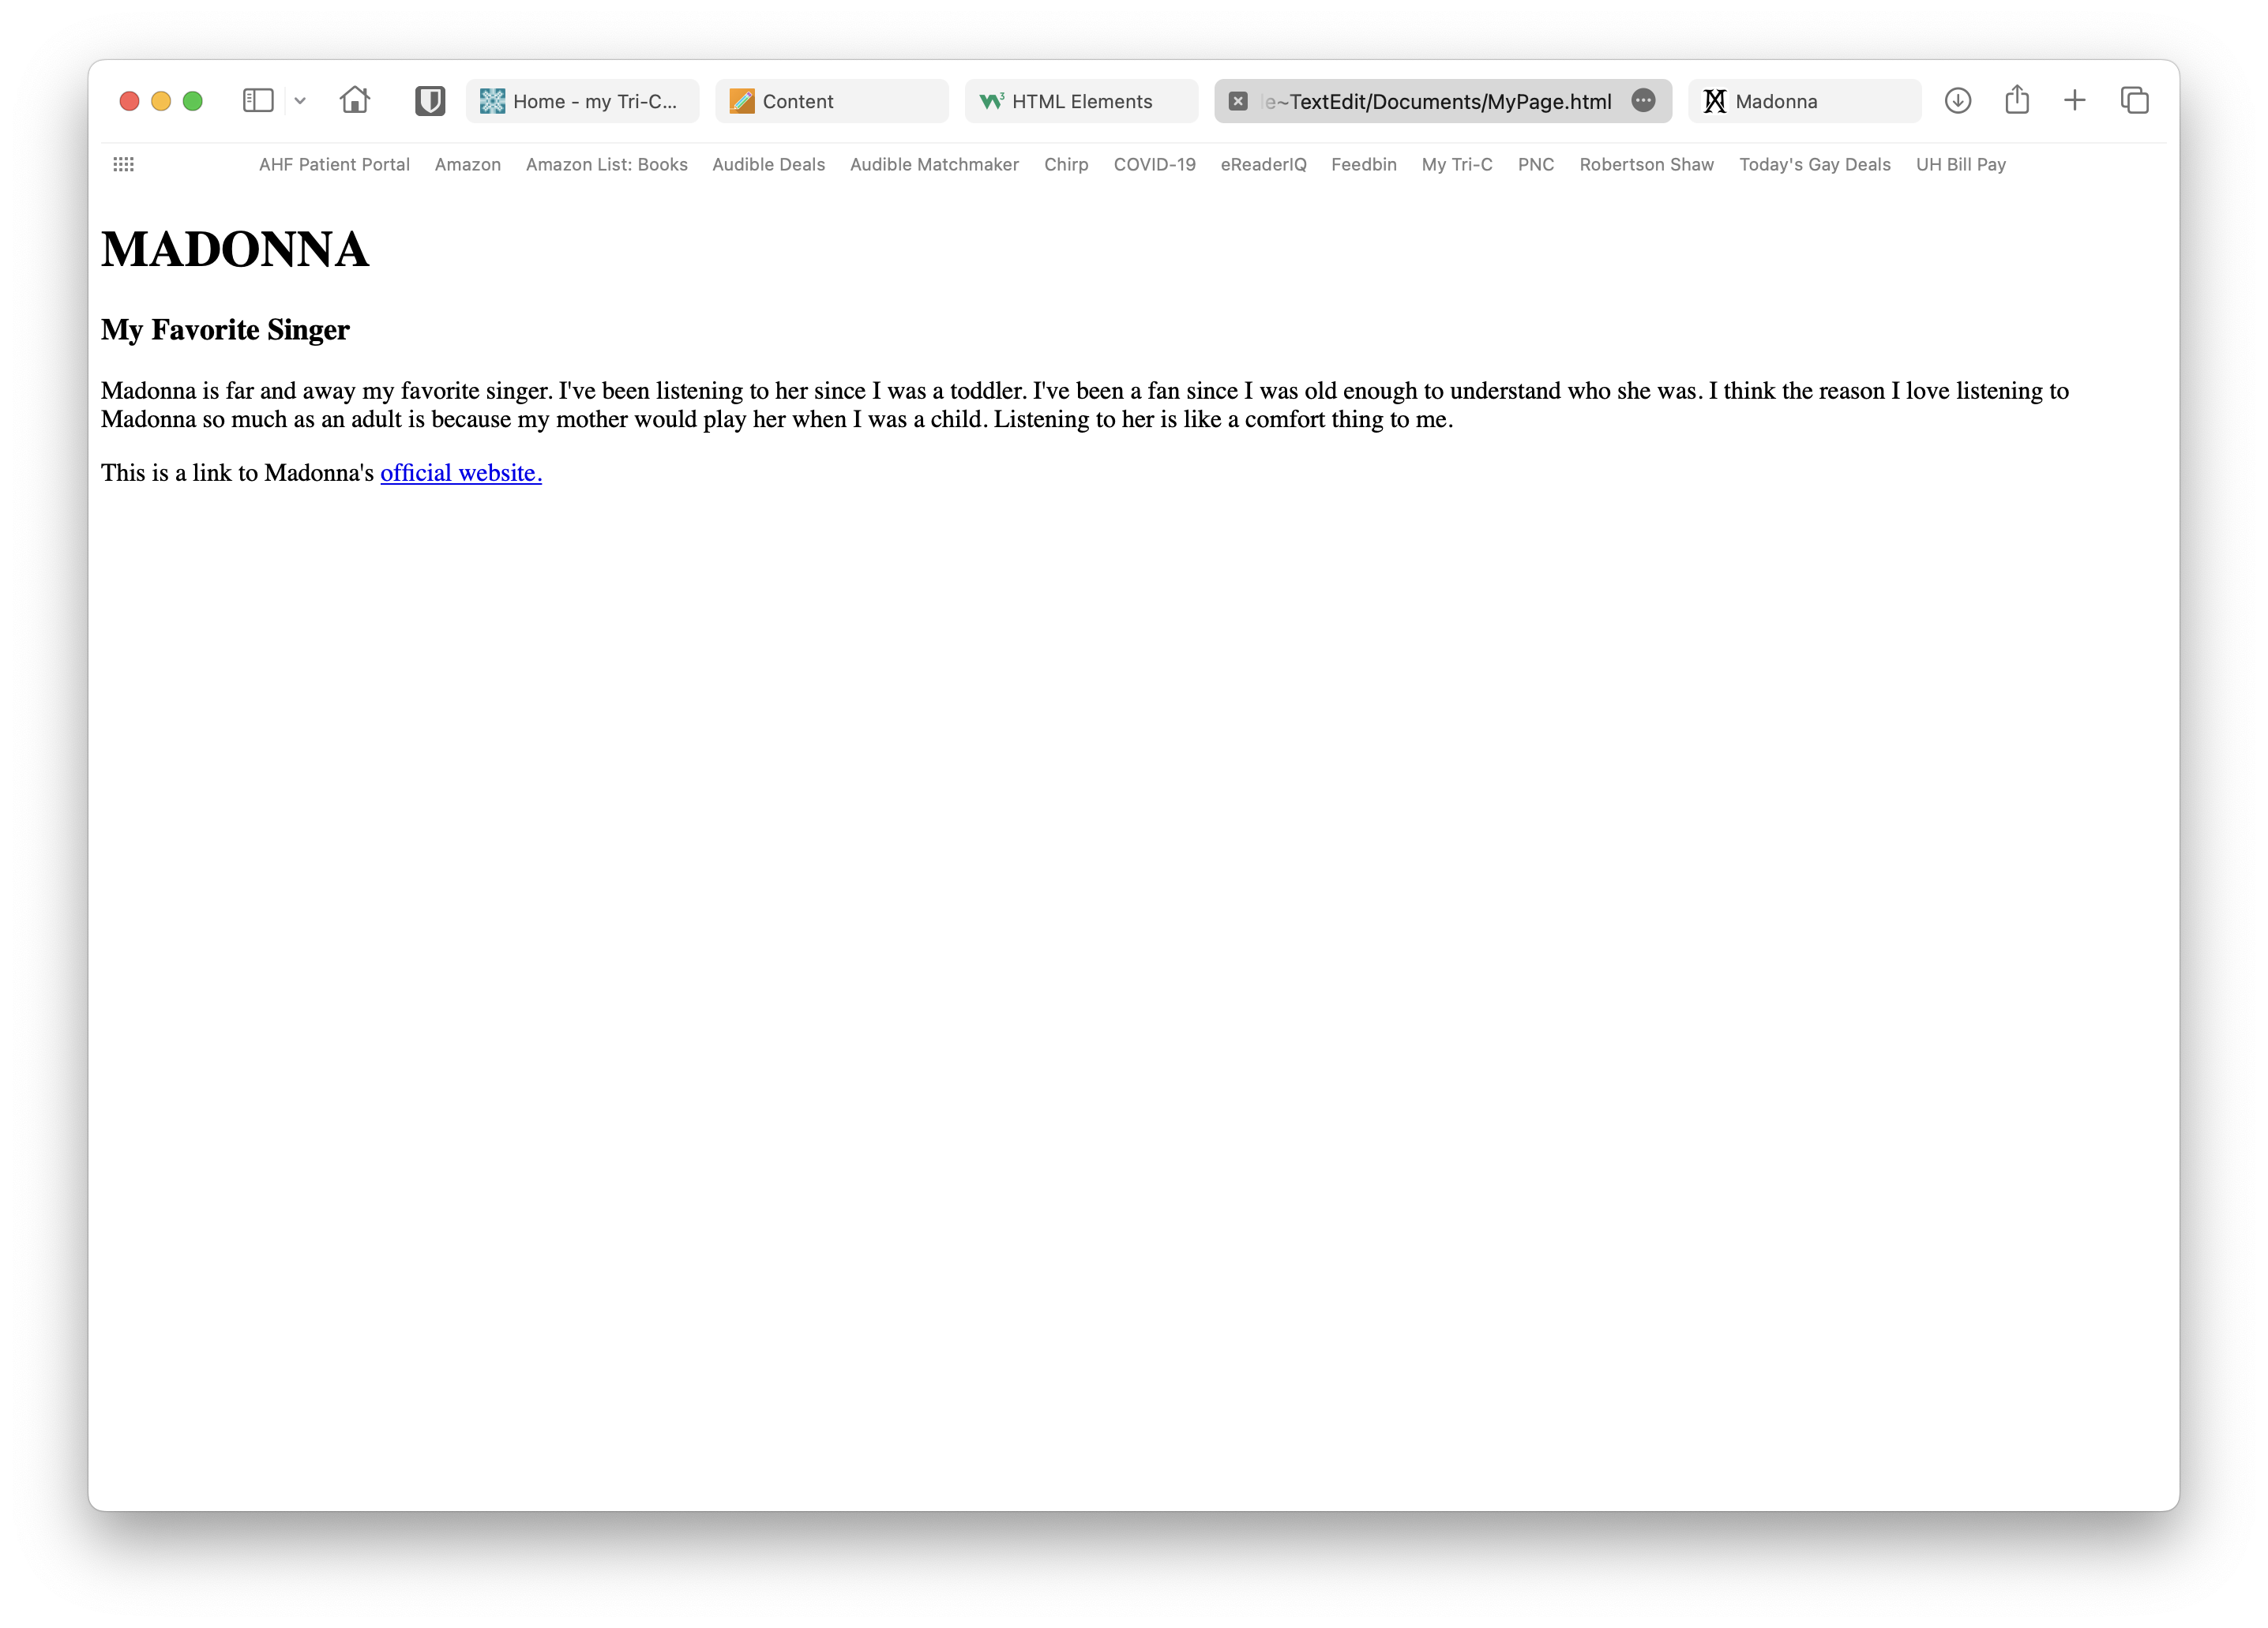 Home - my Tri-C...
Content
W3 HTML Elements
e~TextEdit/Documents/MyPage.html
Madonna
AHF Patient Portal
Amazon
Amazon List: Books
Audible Deals
Audible Matchmaker
Chirp
COVID-19
eReaderIQ
Feedbin
My Tri-C
PNC
Robertson Shaw
Today's Gay Deals
UH Bill Pay
MADONNA
My Favorite Singer
Madonna is far and away my favorite singer. I've been listening to her since I was a toddler. I've been a fan since I was old enough to understand who she was. I think the reason I love listening to
Madonna so much as an adult is because my mother would play her when I was a child. Listening to her is like a comfort thing to me.
This is a link to Madonna's official website.